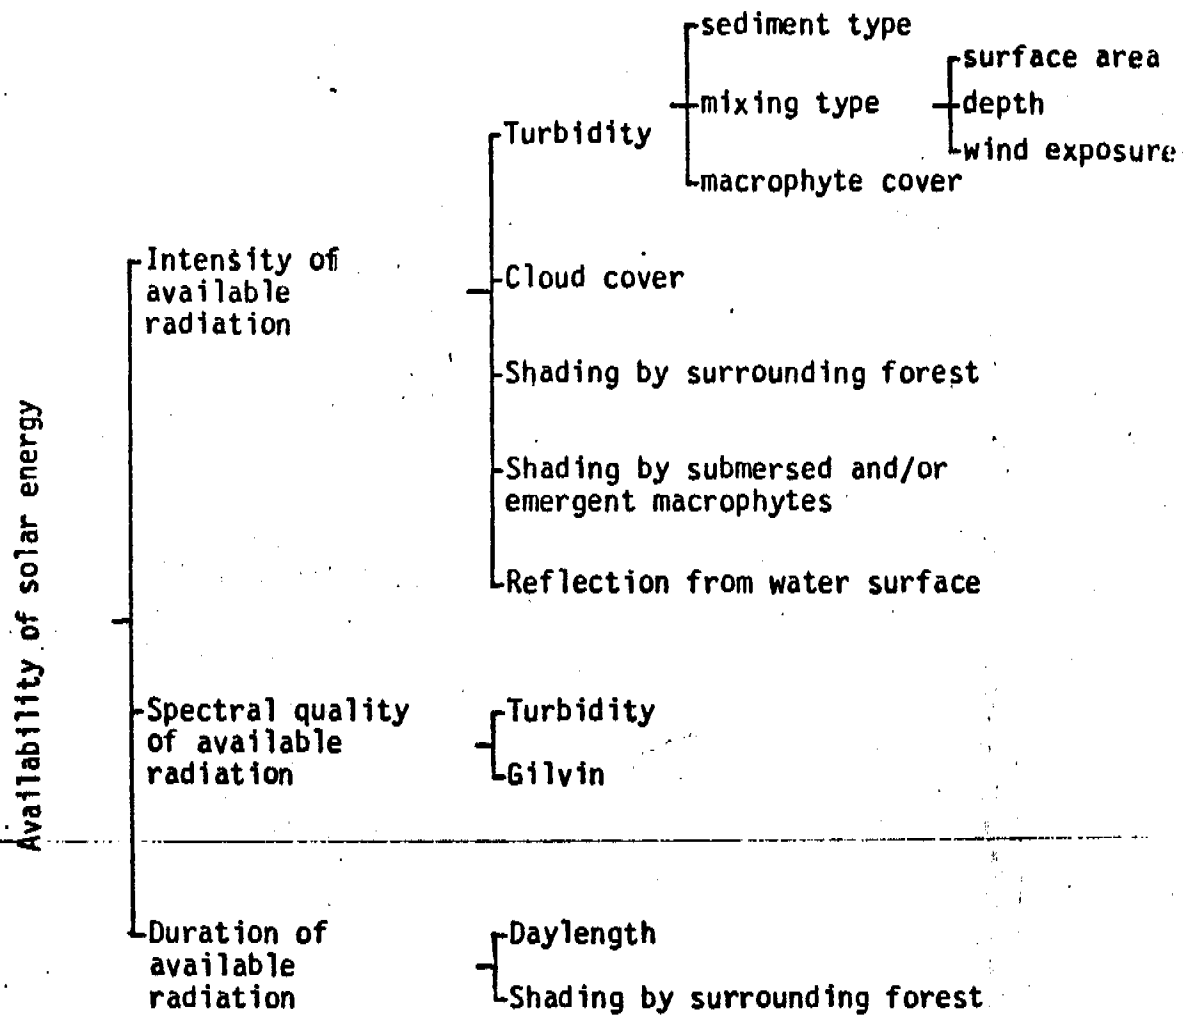 Availability of solar energy
Intensity of
available
radiation
Turbidity
sediment type
mixing type
surface area
depth
wind exposure
macrophyte cover
Cloud cover
Shading by surrounding forest
Shading by submersed and/or
emergent macrophytes
Reflection from water surface
Spectral quality
of available
radiation
Turbidity
Gilvin
Duration of
available
radiation
Daylength
Shading by surrounding forest